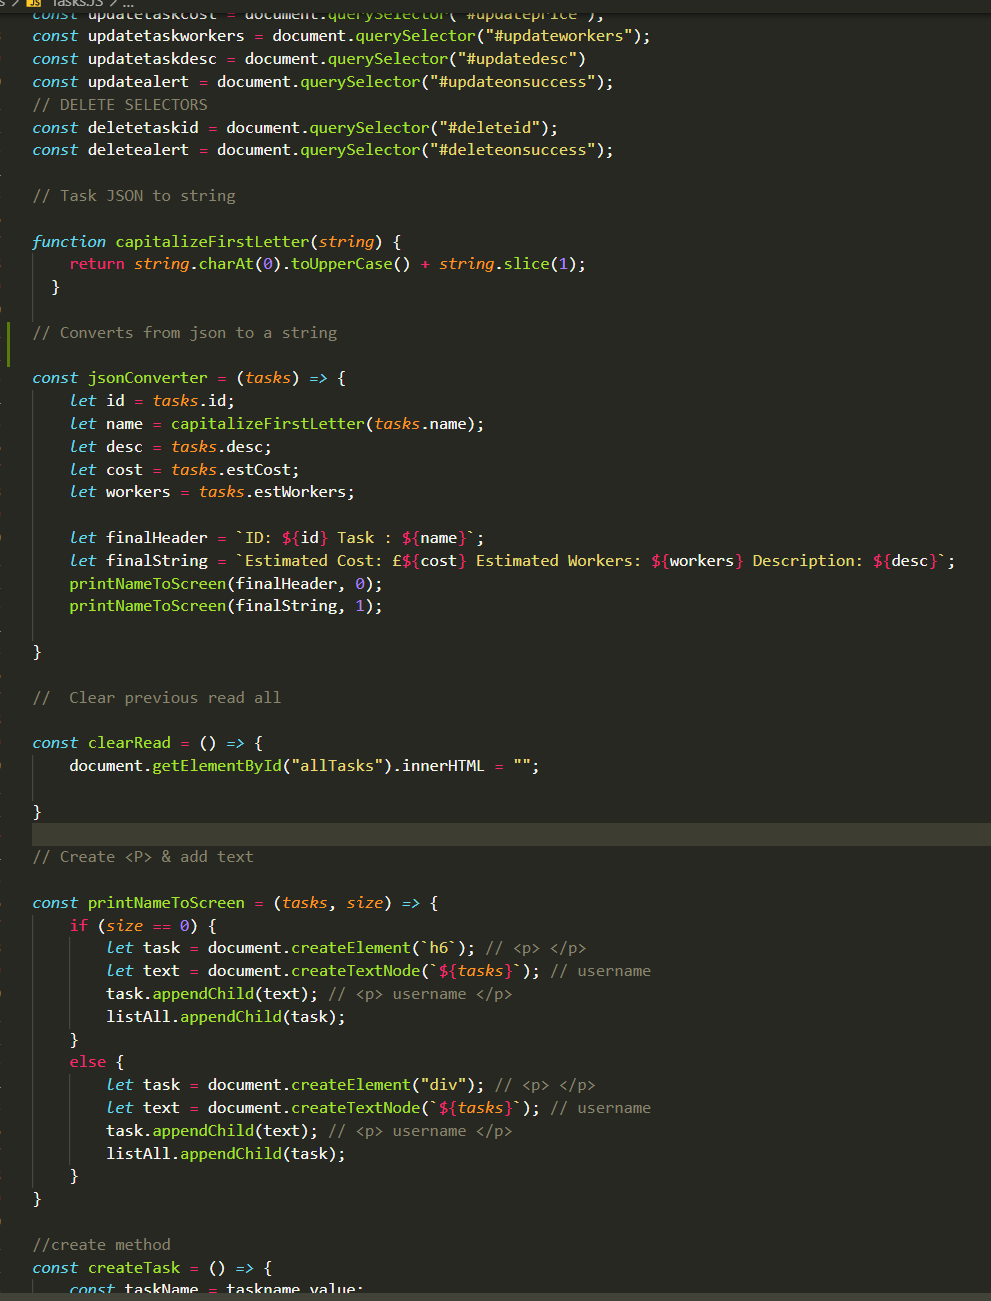 s > JS Tasks.JS > ...
const updatetaskcost = document.querySelector("#updateprice");
const updatetaskworkers = document.querySelector("#updateworkers");
const updatetaskdesc = document.querySelector("#updatedesc")
const updatealert = document.querySelector("#updateonsuccess");
// DELETE SELECTORS
const deletetaskid = document.querySelector("#deleteid");
const deletealert = document.querySelector("#deleteonsuccess");
// Task JSON to string
function capitalizeFirstLetter(string) {
return string.charAt(0).toUpperCase() + string.slice(1);
}
// Converts from json to a string
const jsonConverter = (tasks) => {
let id = tasks.id;
let name = capitalizeFirstLetter(tasks.name);
let desc = tasks.desc;
let cost = tasks.estCost;
let workers = tasks.estWorkers;
let finalHeader = `ID: ${id} Task : ${name}`;
let finalString = `Estimated Cost: £${cost} Estimated Workers: ${workers} Description: ${desc}`;
printNameToScreen(finalHeader, 0);
printNameToScreen(finalString, 1);
}
//  Clear previous read all
const clearRead = () => {
document.getElementById("allTasks").innerHTML = "";
}
// Create <P> & add text
const printNameToScreen = (tasks, size) => {
if (size == 0) {
let task = document.createElement(`h6`); // <p> </p>
let text = document.createTextNode(`${tasks}`); // username
task.appendChild(text); // <p> username </p>
listAll.appendChild(task);
}
else {
let task = document.createElement("div"); // <p> </p>
let text = document.createTextNode(`${tasks}`); // username
task.appendChild(text); // <p> username </p>
listAll.appendChild(task);
}
}
//create method
const createTask = () => {
const taskName = taskname.value;